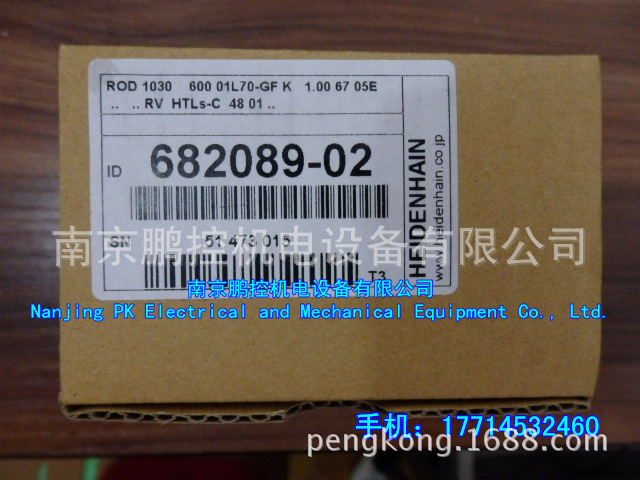 ROD 1030 600 01L70-GF K 1.00 67 05E
.. .. RV HTLs-C 48 01 ..
ID 682089-02
SN 51 473 015
T3
HEIDENHAIN
www.heidenhain.co.jp
南京鹏控机电设备有限公司
南京鹏控机电设备有限公司
Nanjing PK Electrical and Mechanical Equipment Co., Ltd.
手机：17714532460
pengkong.1688.com